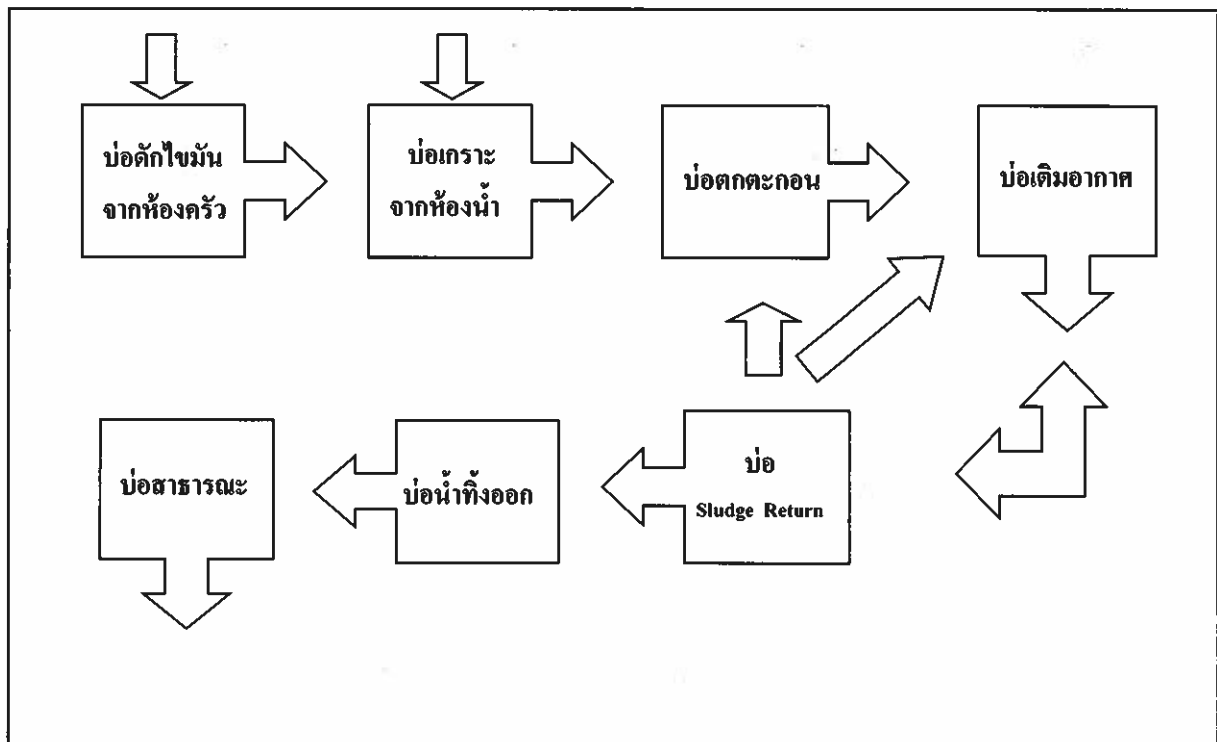 บ่อดักไขมัน
จากห้องครัว
บ่อเกราะ
จากห้องน้ำ
บ่อตกตะกอน
บ่อเติมอากาศ
บ่อสาธารณะ
บ่อน้ำทิ้งออก
บ่อ
Sludge Return